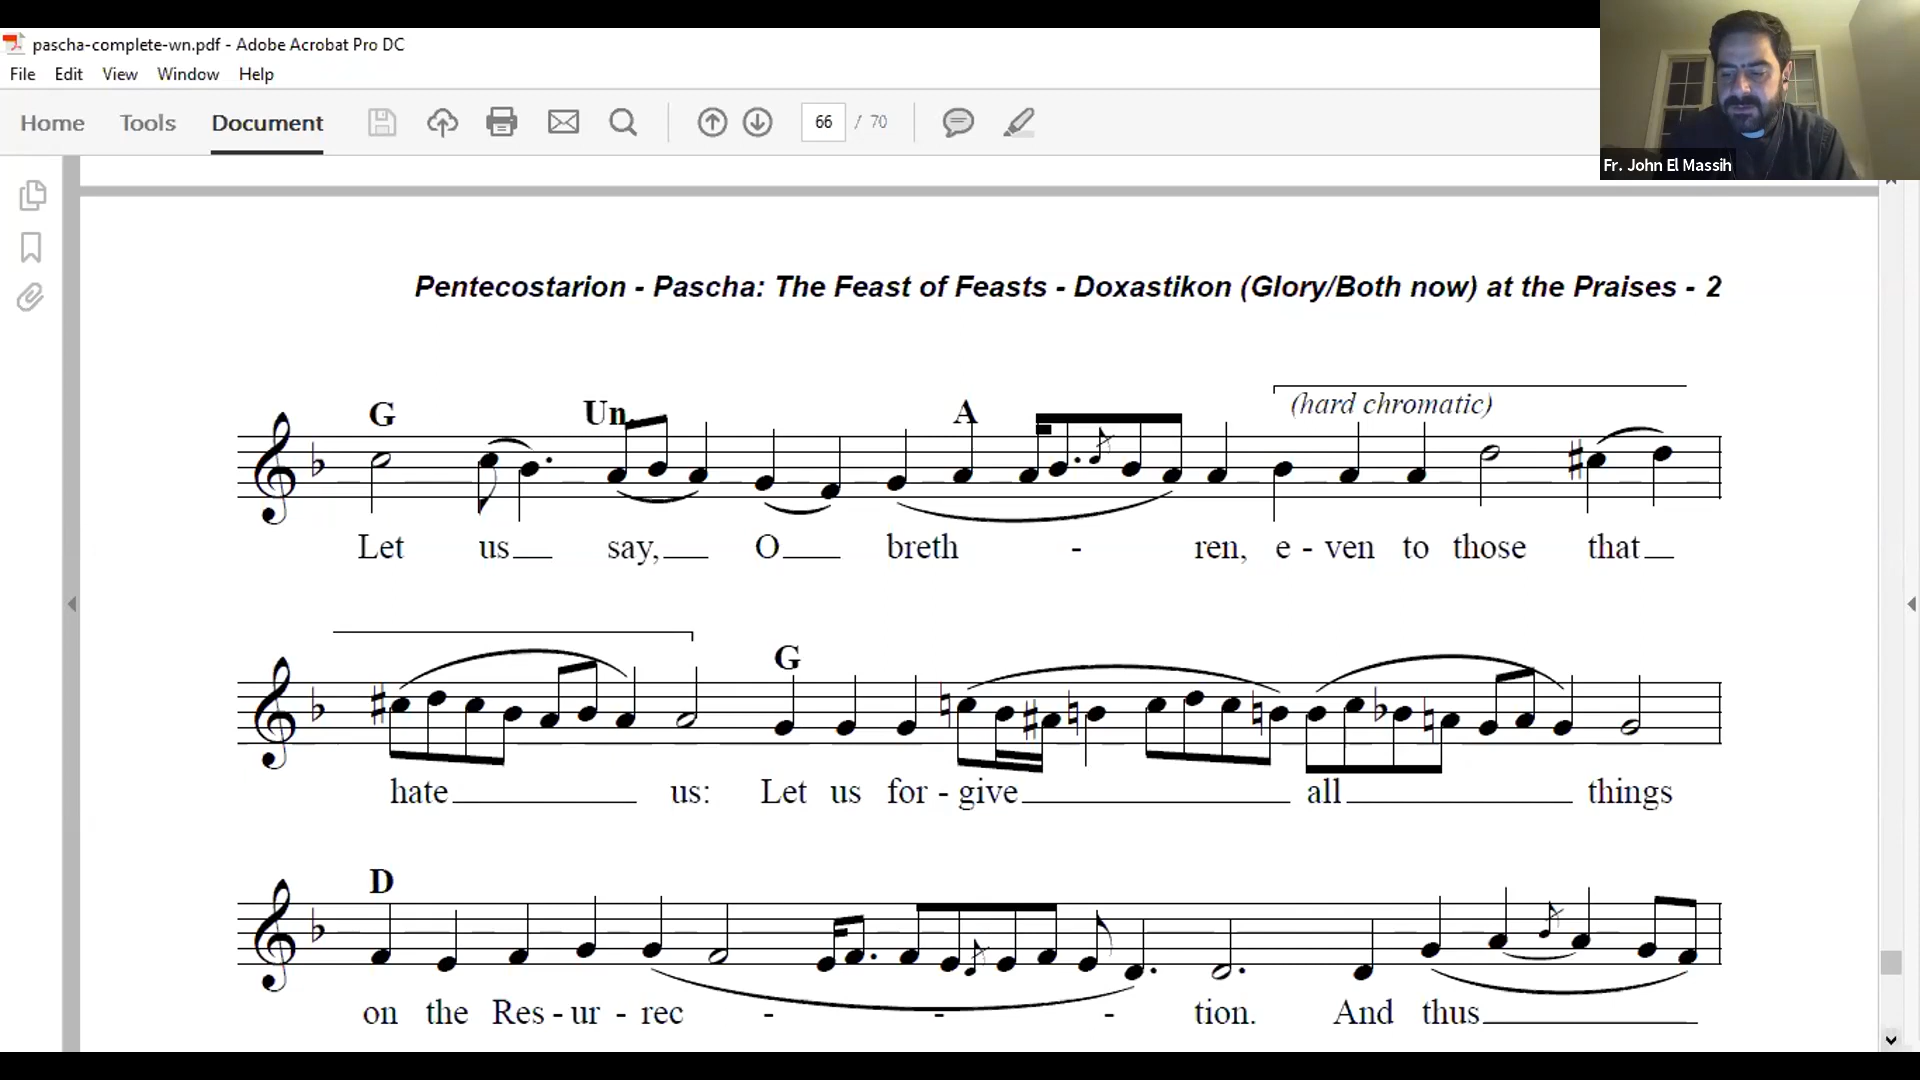 pascha-complete-wn.pdf - Adobe Acrobat Pro DC
File Edit View Window Help
Home Tools Document 66 / 70
Fr. John El Massih
Pentecostarion - Pascha: The Feast of Feasts - Doxastikon (Glory/Both now) at the Praises - 2
G Un. A (hard chromatic)
Let us say, O breth - ren, e - ven to those that
G
hate us: Let us for - give all things
D
on the Res - ur - rec - - - tion. And thus